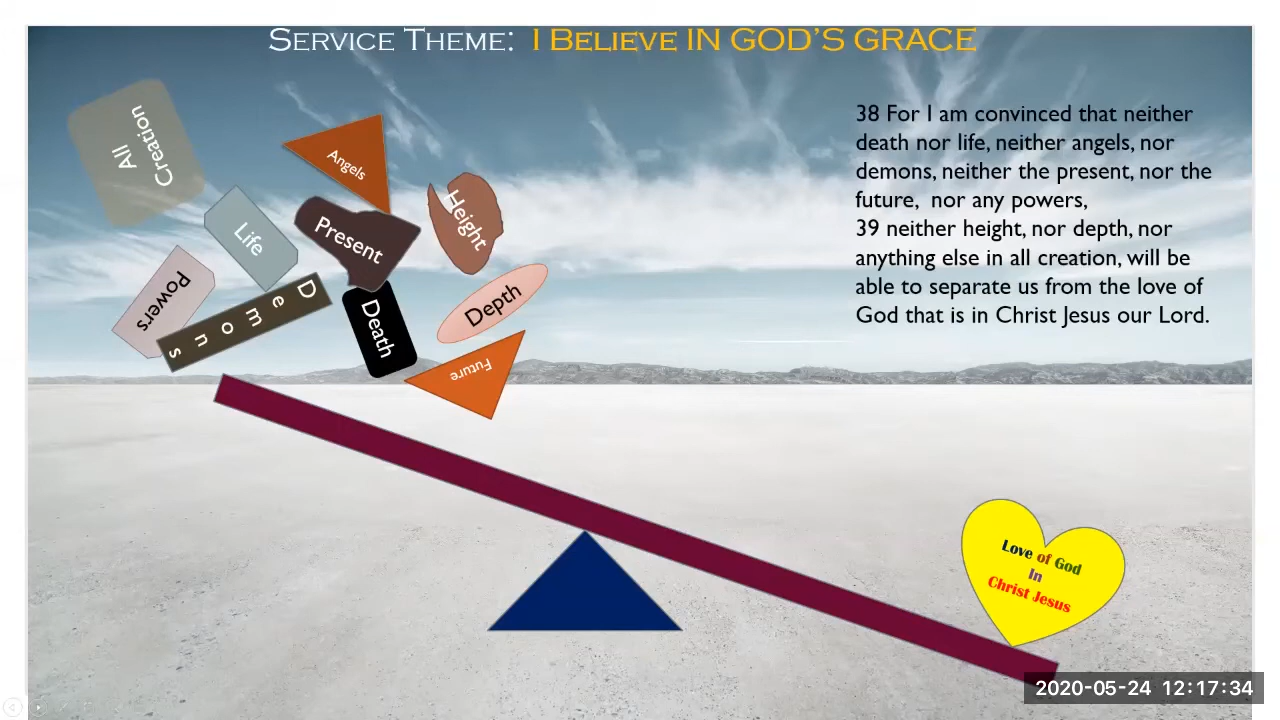 SERVICE THEME: I BELIEVE IN GOD'S GRACE
38 For I am convinced that neither
death nor life, neither angels, nor
demons, neither the present, nor the
future,  nor any powers,
39 neither height, nor depth, nor
anything else in all creation, will be
able to separate us from the love of
God that is in Christ Jesus our Lord.
All
Creation
Angels
Height
Life
Present
Powers
Demons
Death
Depth
Future
Love of God
In
Christ Jesus
2020-05-24 12:17:34